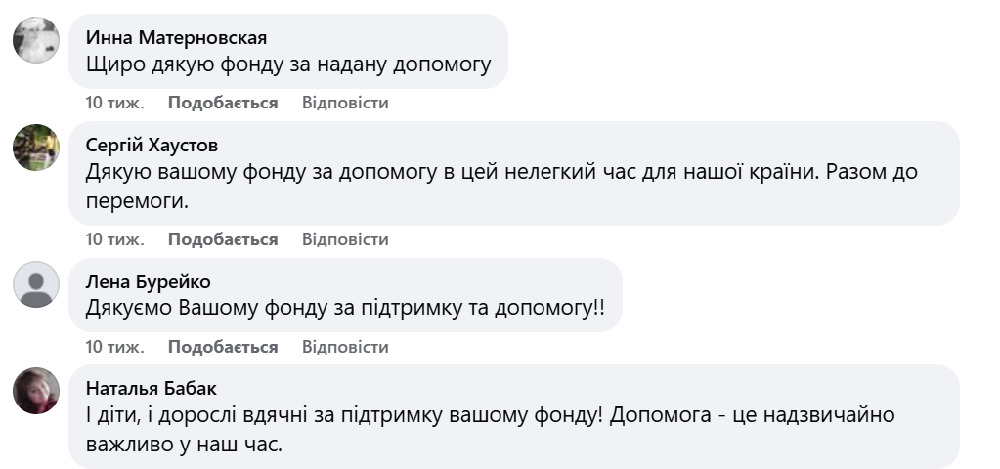 Инна Матерновская
Щиро дякую фонду за надану допомогу
10 тиж. Подобається Відповісти
Сергій Хаустов
Дякую вашому фонду за допомогу в цей нелегкий час для нашої країни. Разом до
перемоги.
10 тиж. Подобається Відповісти
Лена Бурейко
Дякуємо Вашому фонду за підтримку та допомогу!!
10 тиж. Подобається Відповісти
Наталья Бабак
І діти, і дорослі вдячні за підтримку вашому фонду! Допомога - це надзвичайно
важливо у наш час.